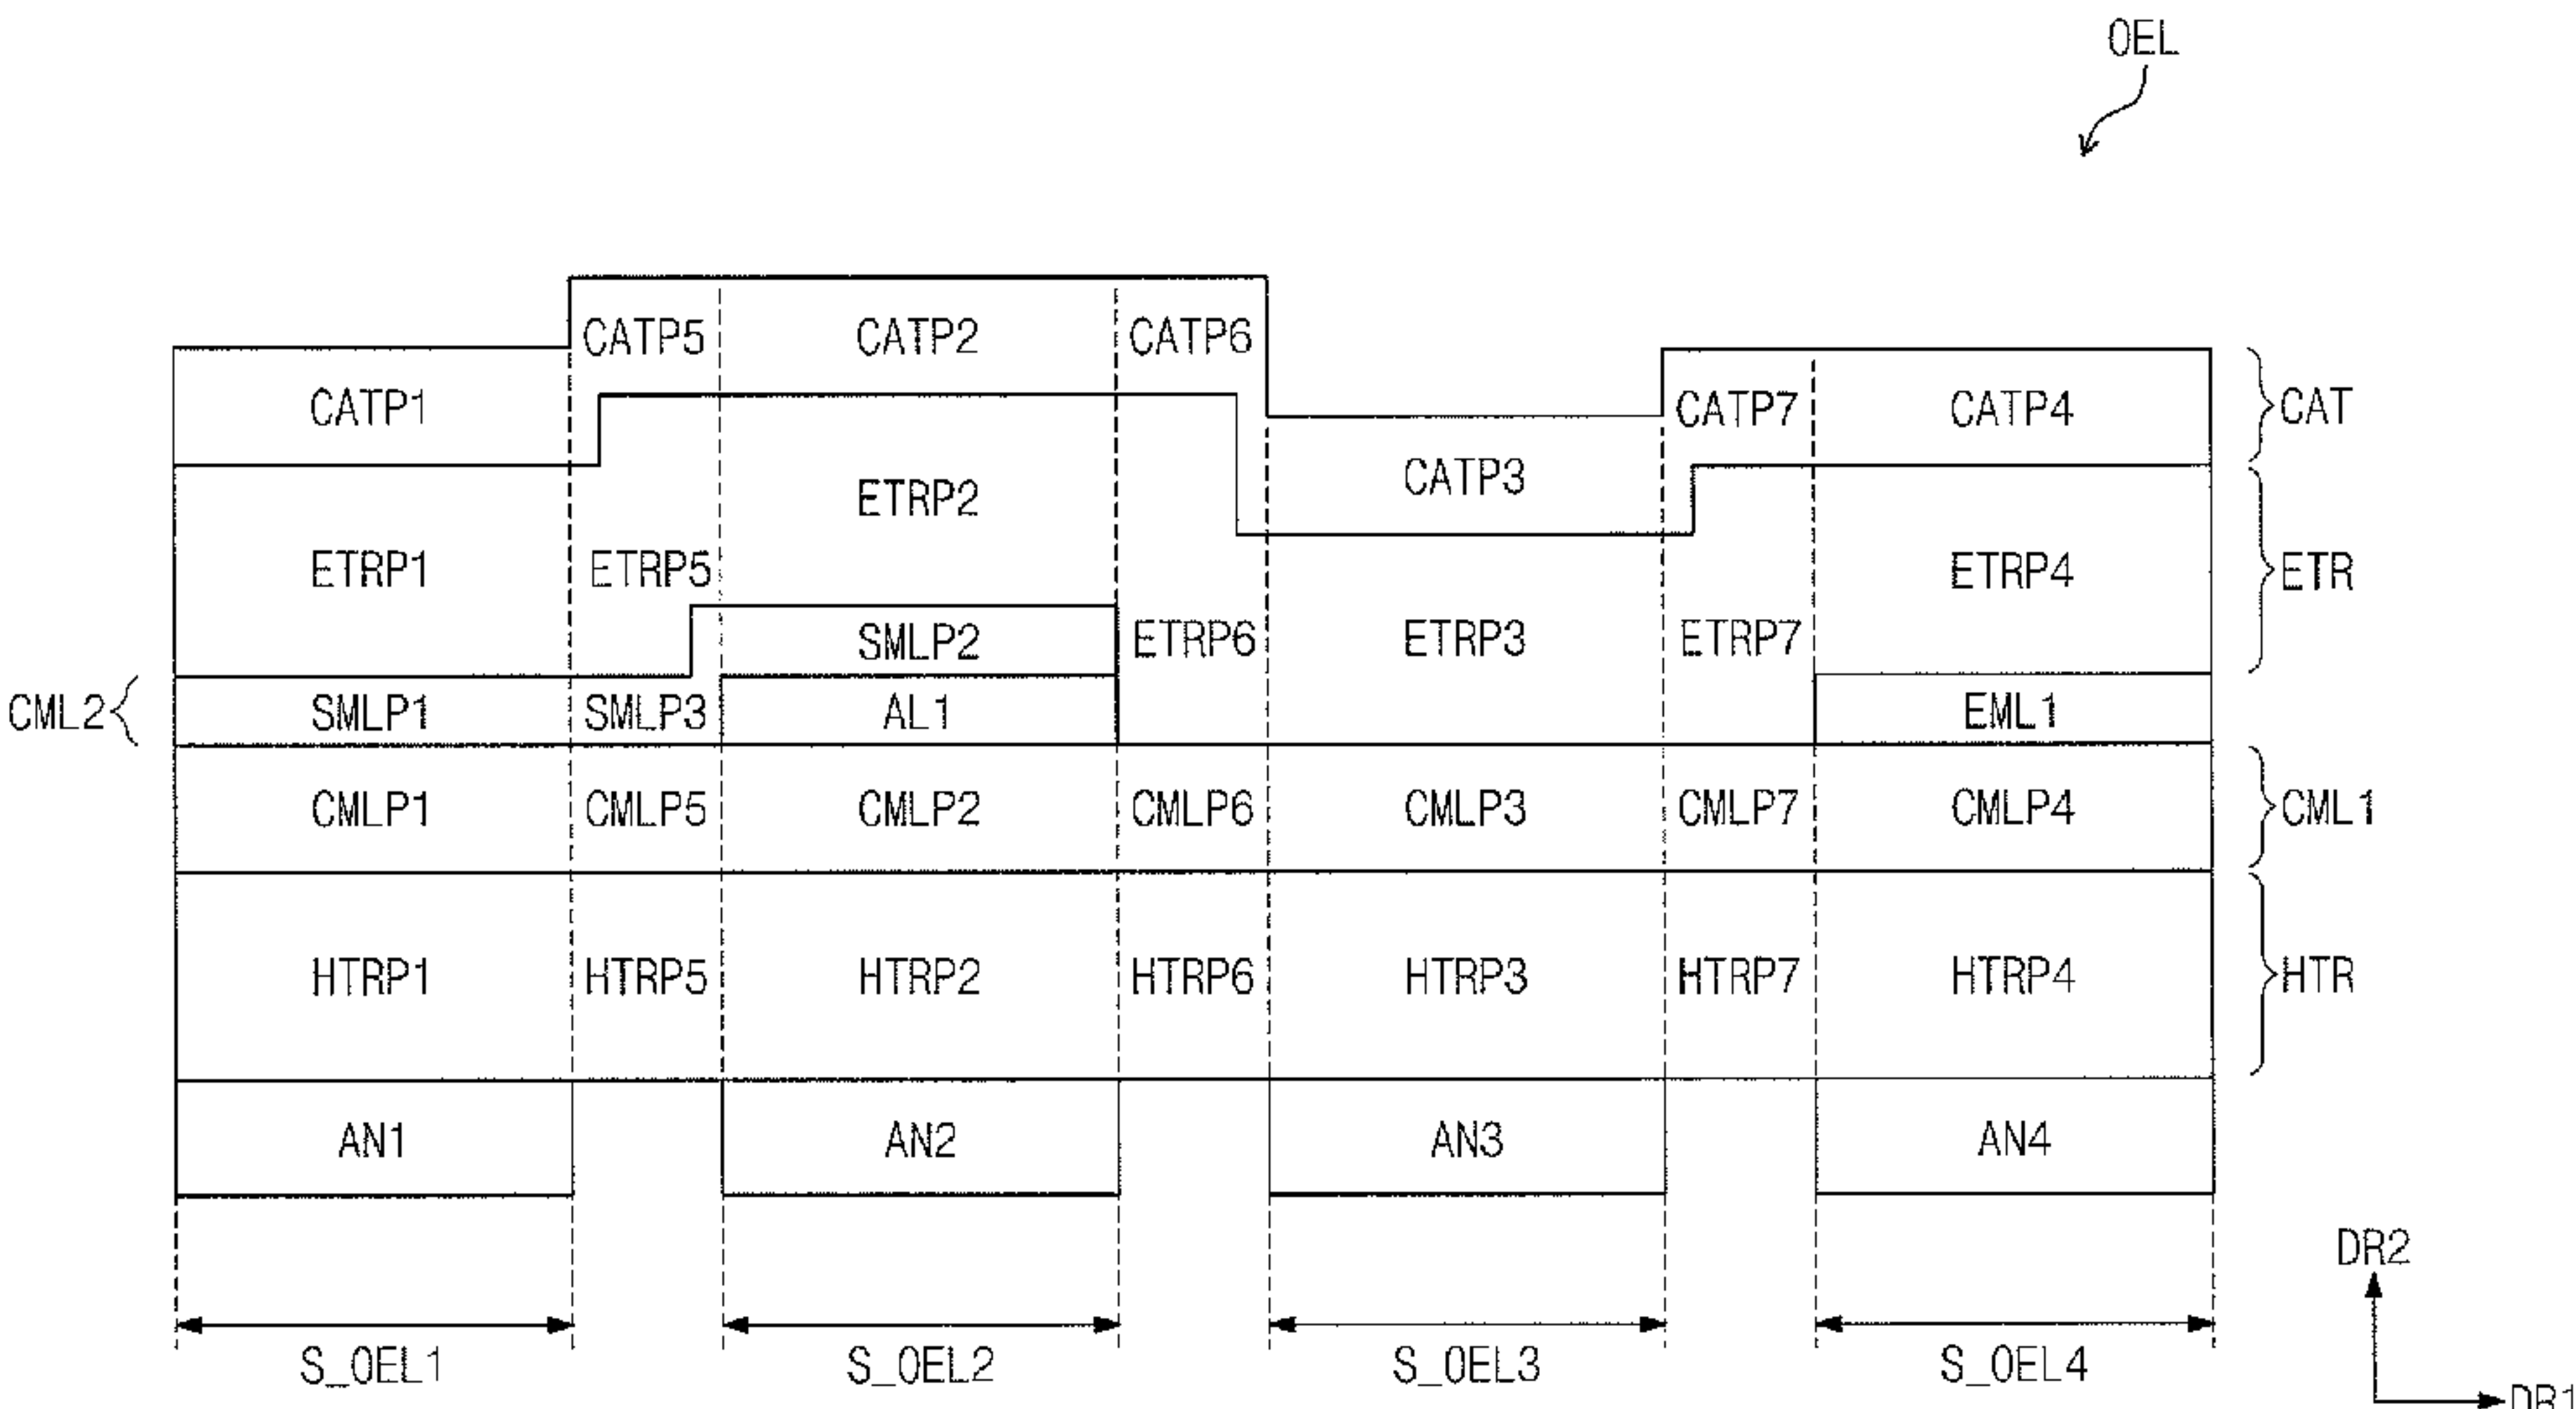 OEL
CATP5 CATP2 CATP6
CATP1 CATP7 CATP4 CAT
CATP3
ETRP2
ETRP1 ETRP5 ETRP4 ETR
SMLP2 ETRP6 ETRP3 ETRP7
CML2 SMLP1 SMLP3 AL1 EML1
CMLP1 CMLP5 CMLP2 CMLP6 CMLP3 CMLP7 CMLP4 CML1
HTRP1 HTRP5 HTRP2 HTRP6 HTRP3 HTRP7 HTRP4 HTR
AN1 AN2 AN3 AN4
DR2
S_OEL1 S_OEL2 S_OEL3 S_OEL4
DR1